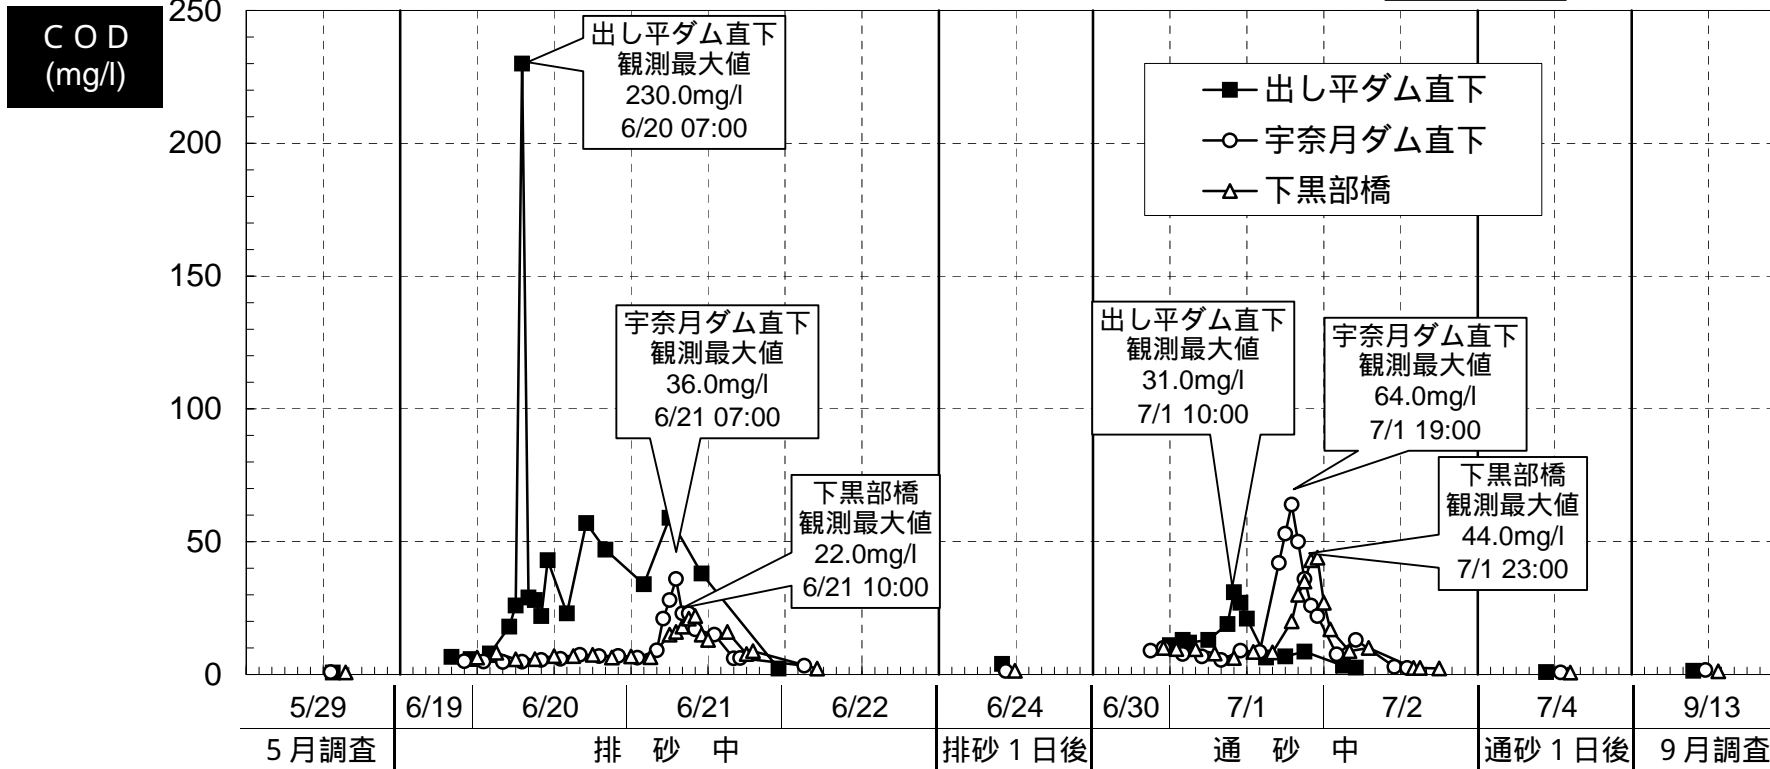 ＣＯＤ
(mg/l)
250
200
150
100
50
0
出し平ダム直下
観測最大値
230.0mg/l
6/20 07:00
出し平ダム直下
宇奈月ダム直下
下黒部橋
宇奈月ダム直下
観測最大値
36.0mg/l
6/21 07:00
下黒部橋
観測最大値
22.0mg/l
6/21 10:00
出し平ダム直下
観測最大値
31.0mg/l
7/1 10:00
宇奈月ダム直下
観測最大値
64.0mg/l
7/1 19:00
下黒部橋
観測最大値
44.0mg/l
7/1 23:00
5/29 6/19 6/20 6/21 6/22 6/24 6/30 7/1 7/2 7/4 9/13
５月調査 排　砂　中 排砂１日後 通　砂　中 通砂１日後 ９月調査